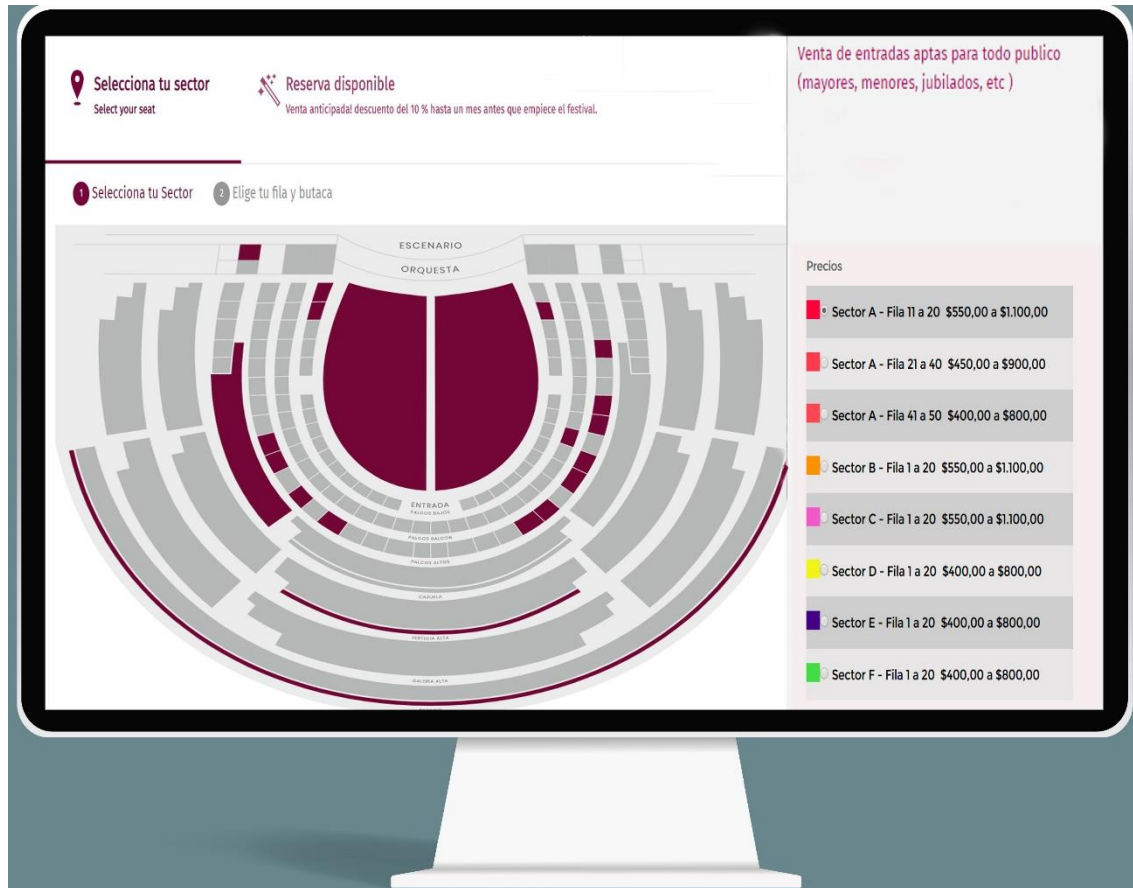 Selecciona tu sector
Select your seat
Reserva disponible
Venta anticipada! descuento del 10 % hasta un mes antes que empiece el festival.
Venta de entradas aptas para todo publico
(mayores, menores, jubilados, etc )
1 Selecciona tu Sector
2 Elige tu fila y butaca
ESCENARIO
ORQUESTA
ENTRADA
PALCOS BAJOS
PALCOS BALCON
PALCOS ALTOS
CAZUELA
TERTULIA ALTA
GALERIA ALTA
Precios
Sector A - Fila 11 a 20 $550,00 a $1.100,00
Sector A - Fila 21 a 40 $450,00 a $900,00
Sector A - Fila 41 a 50 $400,00 a $800,00
Sector B - Fila 1 a 20 $550,00 a $1.100,00
Sector C - Fila 1 a 20 $550,00 a $1.100,00
Sector D - Fila 1 a 20 $400,00 a $800,00
Sector E - Fila 1 a 20 $400,00 a $800,00
Sector F - Fila 1 a 20 $400,00 a $800,00